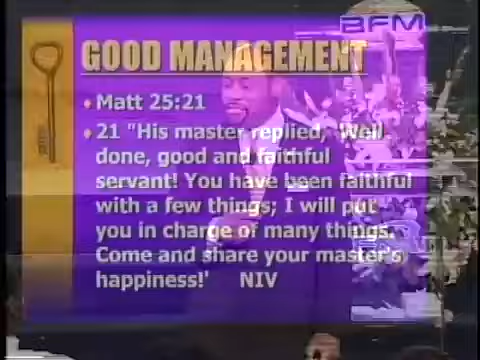 BFM
GOOD MANAGEMENT
Matt 25:21
21 "His master replied, 'Well
done, good and faithful
servant! You have been faithful
with a few things; I will put
you in charge of many things.
Come and share your master's
happiness!' NIV